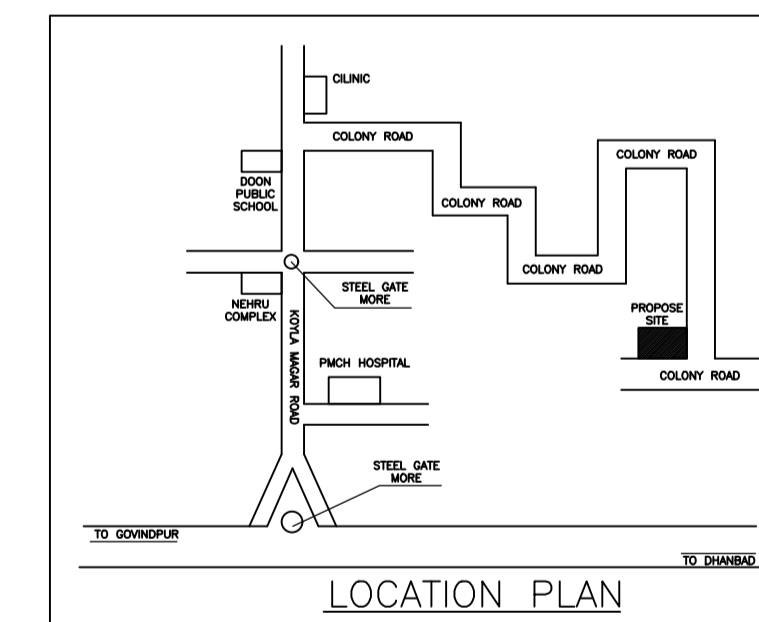 CILINIC
COLONY ROAD
COLONY ROAD
DOON
PUBLIC
SCHOOL
COLONY ROAD
COLONY ROAD
STEEL GATE
MORE
NEHRU
COMPLEX
PROPOSE
SITE
KOYLA MAGAR ROAD
PMCH HOSPITAL
COLONY ROAD
STEEL GATE
MORE
TO GOVINDPUR
TO DHANBAD
LOCATION PLAN